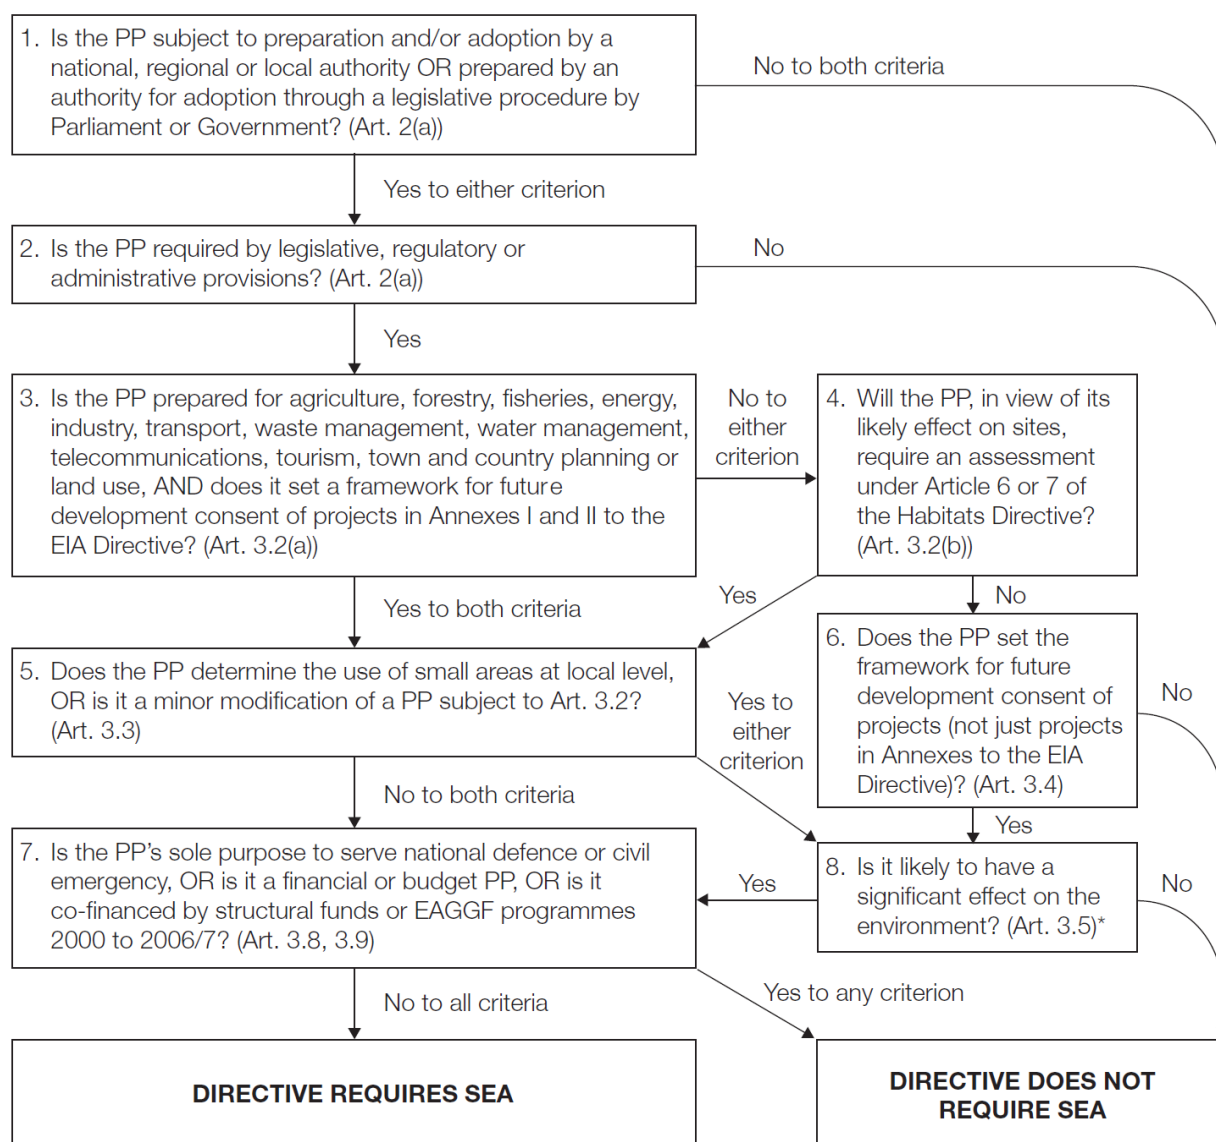 1. Is the PP subject to preparation and/or adoption by a
national, regional or local authority OR prepared by an
authority for adoption through a legislative procedure by
Parliament or Government? (Art. 2(a))
No to both criteria
Yes to either criterion
2. Is the PP required by legislative, regulatory or
administrative provisions? (Art. 2(a))
No
Yes
3. Is the PP prepared for agriculture, forestry, fisheries, energy,
industry, transport, waste management, water management,
telecommunications, tourism, town and country planning or
land use, AND does it set a framework for future
development consent of projects in Annexes I and II to the
EIA Directive? (Art. 3.2(a))
No to
either
criterion
4. Will the PP, in view of its
likely effect on sites,
require an assessment
under Article 6 or 7 of
the Habitats Directive?
(Art. 3.2(b))
Yes to both criteria
Yes
No
5. Does the PP determine the use of small areas at local level,
OR is it a minor modification of a PP subject to Art. 3.2?
(Art. 3.3)
Yes to
either
criterion
6. Does the PP set the
framework for future
development consent of
projects (not just projects
in Annexes to the EIA
Directive)? (Art. 3.4)
No
No to both criteria
Yes
7. Is the PP's sole purpose to serve national defence or civil
emergency, OR is it a financial or budget PP, OR is it
co-financed by structural funds or EAGGF programmes
2000 to 2006/7? (Art. 3.8, 3.9)
Yes
8. Is it likely to have a
significant effect on the
environment? (Art. 3.5)*
No
No to all criteria
Yes to any criterion
DIRECTIVE REQUIRES SEA
DIRECTIVE DOES NOT
REQUIRE SEA